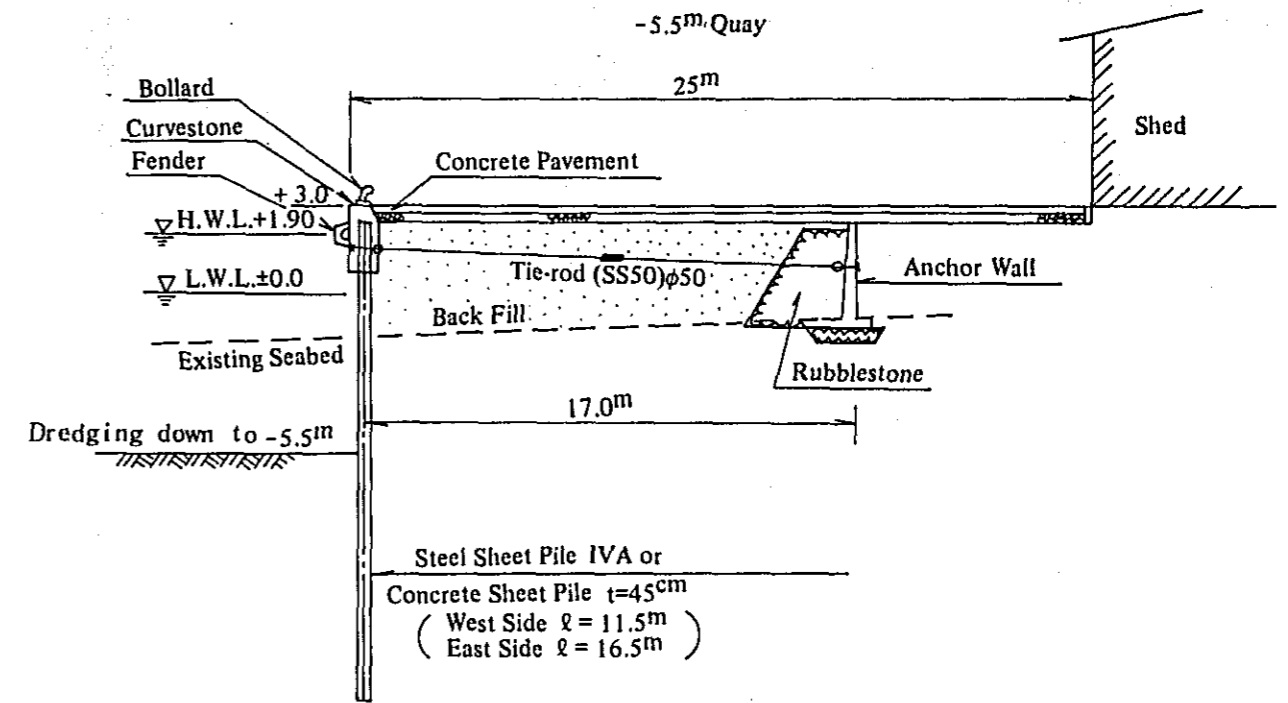 -5.5m Quay
25m
Bollard
Curvestone
Fender
Shed
Concrete Pavement
+3.0
H.W.L.+1.90
L.W.L.±0.0
Tie-rod (SS50)φ50
Anchor Wall
Back Fill
Existing Seabed
Rubblestone
17.0m
Dredging down to -5.5m
Steel Sheet Pile IVA or
Concrete Sheet Pile t=45cm
( West Side ℓ = 11.5m
East Side ℓ = 16.5m )